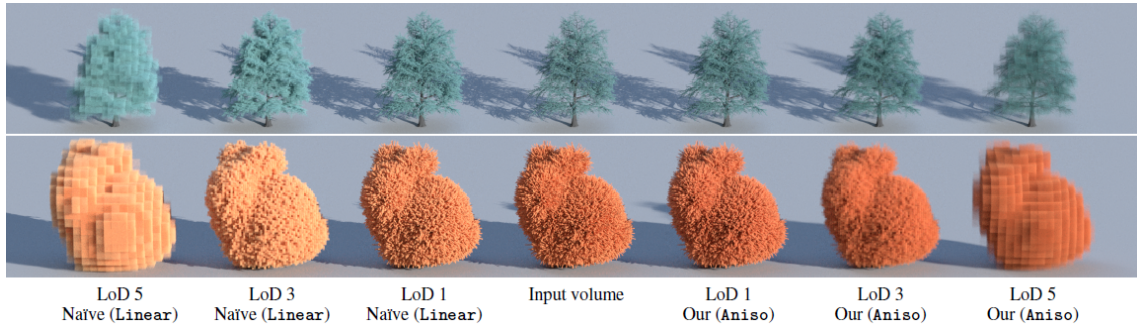 LoD 5
Naïve (Linear)
LoD 3
Naïve (Linear)
LoD 1
Naïve (Linear)
Input volume
LoD 1
Our (Aniso)
LoD 3
Our (Aniso)
LoD 5
Our (Aniso)